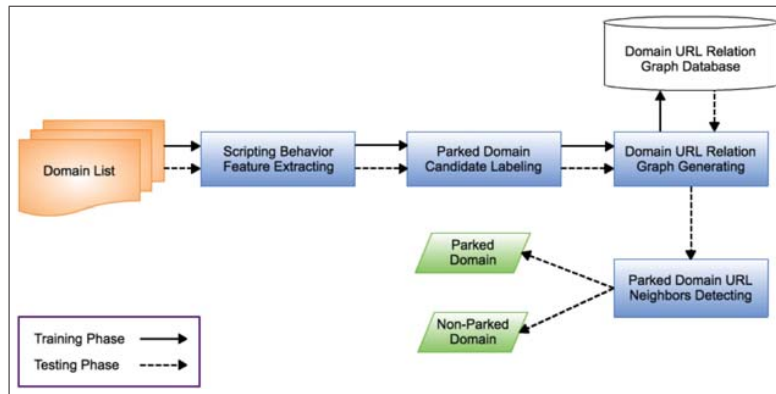 Domain URL Relation
Graph Database
Domain List
Scripting Behavior
Feature Extracting
Parked Domain
Candidate Labeling
Domain URL Relation
Graph Generating
Parked
Domain
Parked Domain URL
Neighbors Detecting
Non-Parked
Domain
Training Phase
Testing Phase